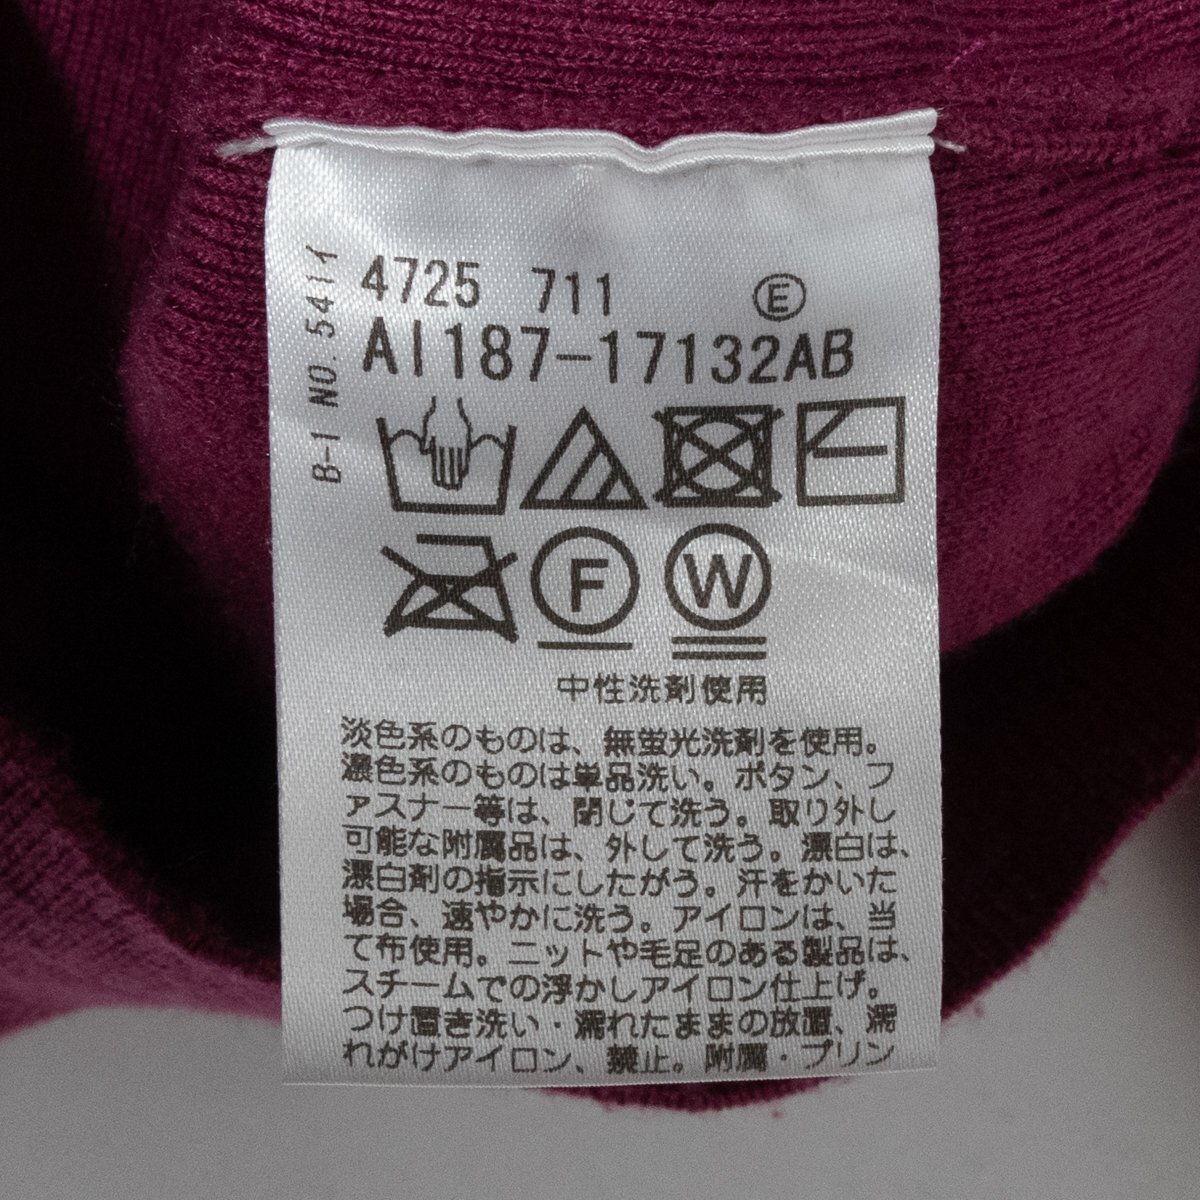 4725 711 Ⓔ
AI187-17132AB
B-1 NO.541イ
F W
中性洗剤使用
淡色系のものは、無蛍光洗剤を使用。
濃色系のものは単品洗い。ボタン、フ
ァスナー等は、閉じて洗う。取り外し
可能な附属品は、外して洗う。漂白は、
漂白剤の指示にしたがう。汗をかいた
場合、速やかに洗う。アイロンは、当
て布使用。ニットや毛足のある製品は、
スチームでの浮かしアイロン仕上げ。
つけ置き洗い・濡れたままの放置、濡
れがけアイロン、禁止。附属・プリン